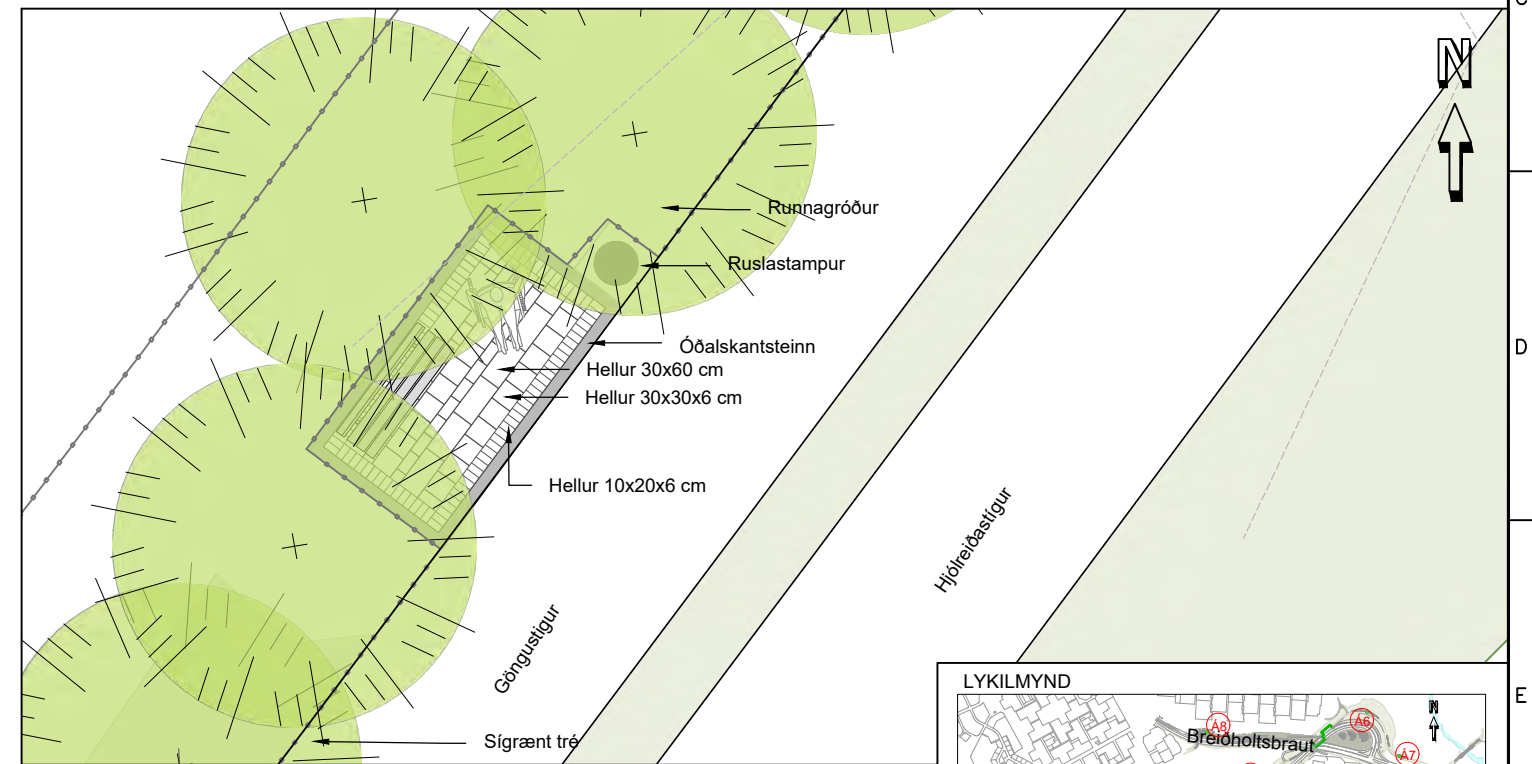 C
N
Runnagróður
Ruslastampur
Óðalskantsteinn
D
Hellur 30x60 cm
Hellur 30x30x6 cm
Hellur 10x20x6 cm
Hjólreiðastígur
Göngustigur
LYKILMYND
E
Sígrænt tré
N
Á8
Á6
Breiðholtsbraut
Á7